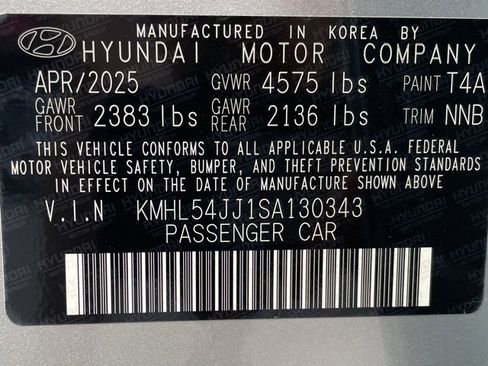 MANUFACTURED IN KOREA BY
HYUNDAI MOTOR COMPANY
APR/2025 GVWR 4575 lbs PAINT T4A
GAWR FRONT 2383 lbs GAWR REAR 2136 lbs TRIM NNB
THIS VEHICLE CONFORMS TO ALL APPLICABLE U.S.A. FEDERAL
MOTOR VEHICLE SAFETY, BUMPER, AND THEFT PREVENTION STANDARDS
IN EFFECT ON THE DATE OF MANUFACTURE SHOWN ABOVE
V.I.N KMHL54JJ1SA130343
PASSENGER CAR